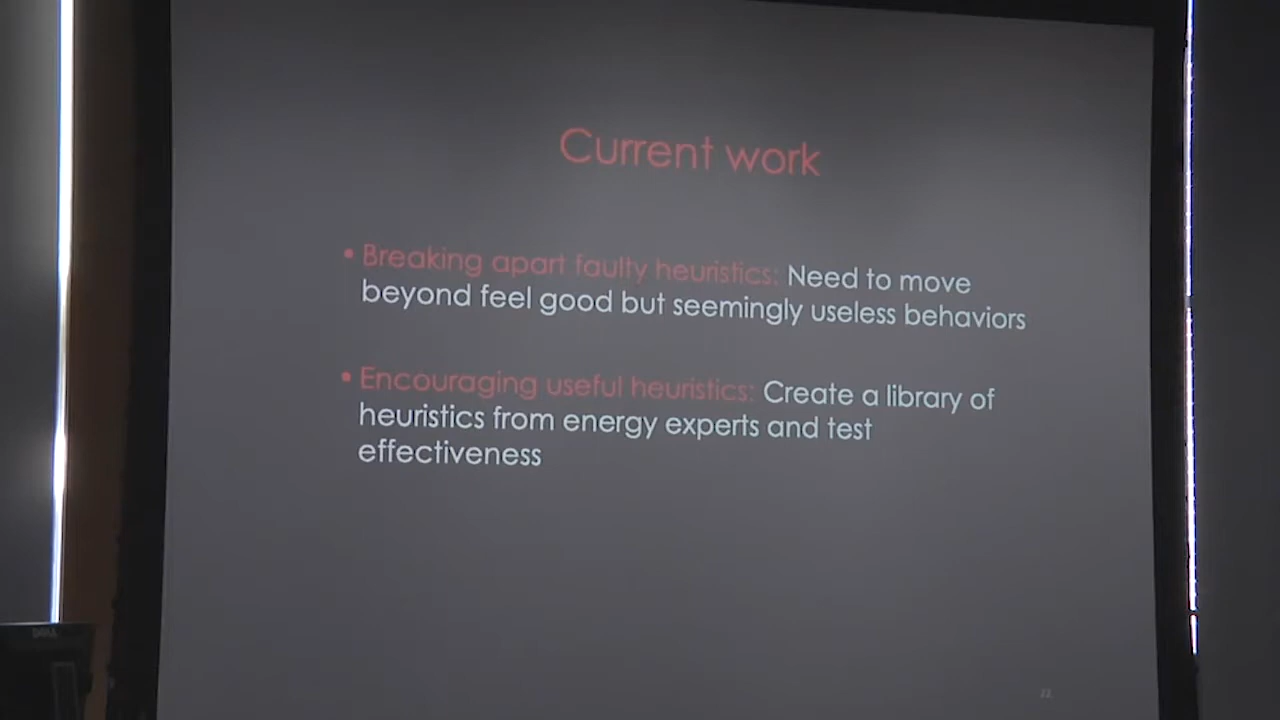 Current work
• Breaking apart faulty heuristics: Need to move
beyond feel good but seemingly useless behaviors
• Encouraging useful heuristics: Create a library of
heuristics from energy experts and test
effectiveness
DELL